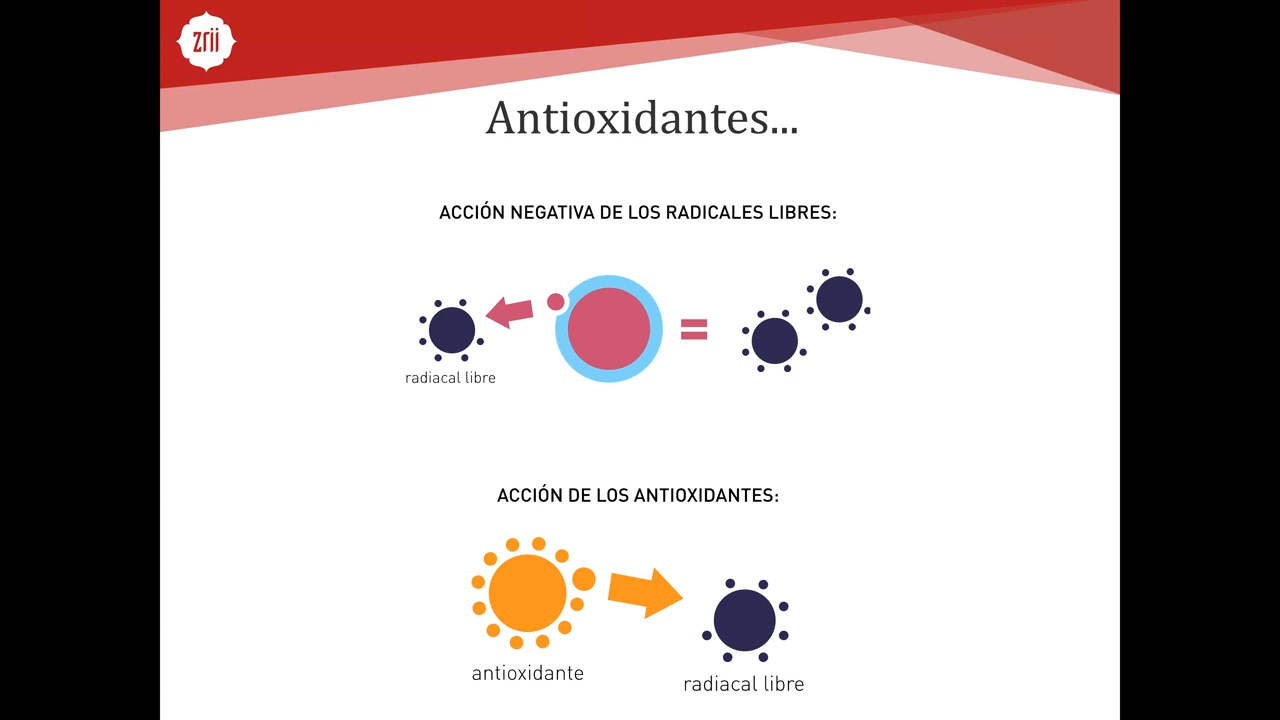 zrii
Antioxidantes...
ACCIÓN NEGATIVA DE LOS RADICALES LIBRES:
radiacal libre
ACCIÓN DE LOS ANTIOXIDANTES:
antioxidante
radiacal libre